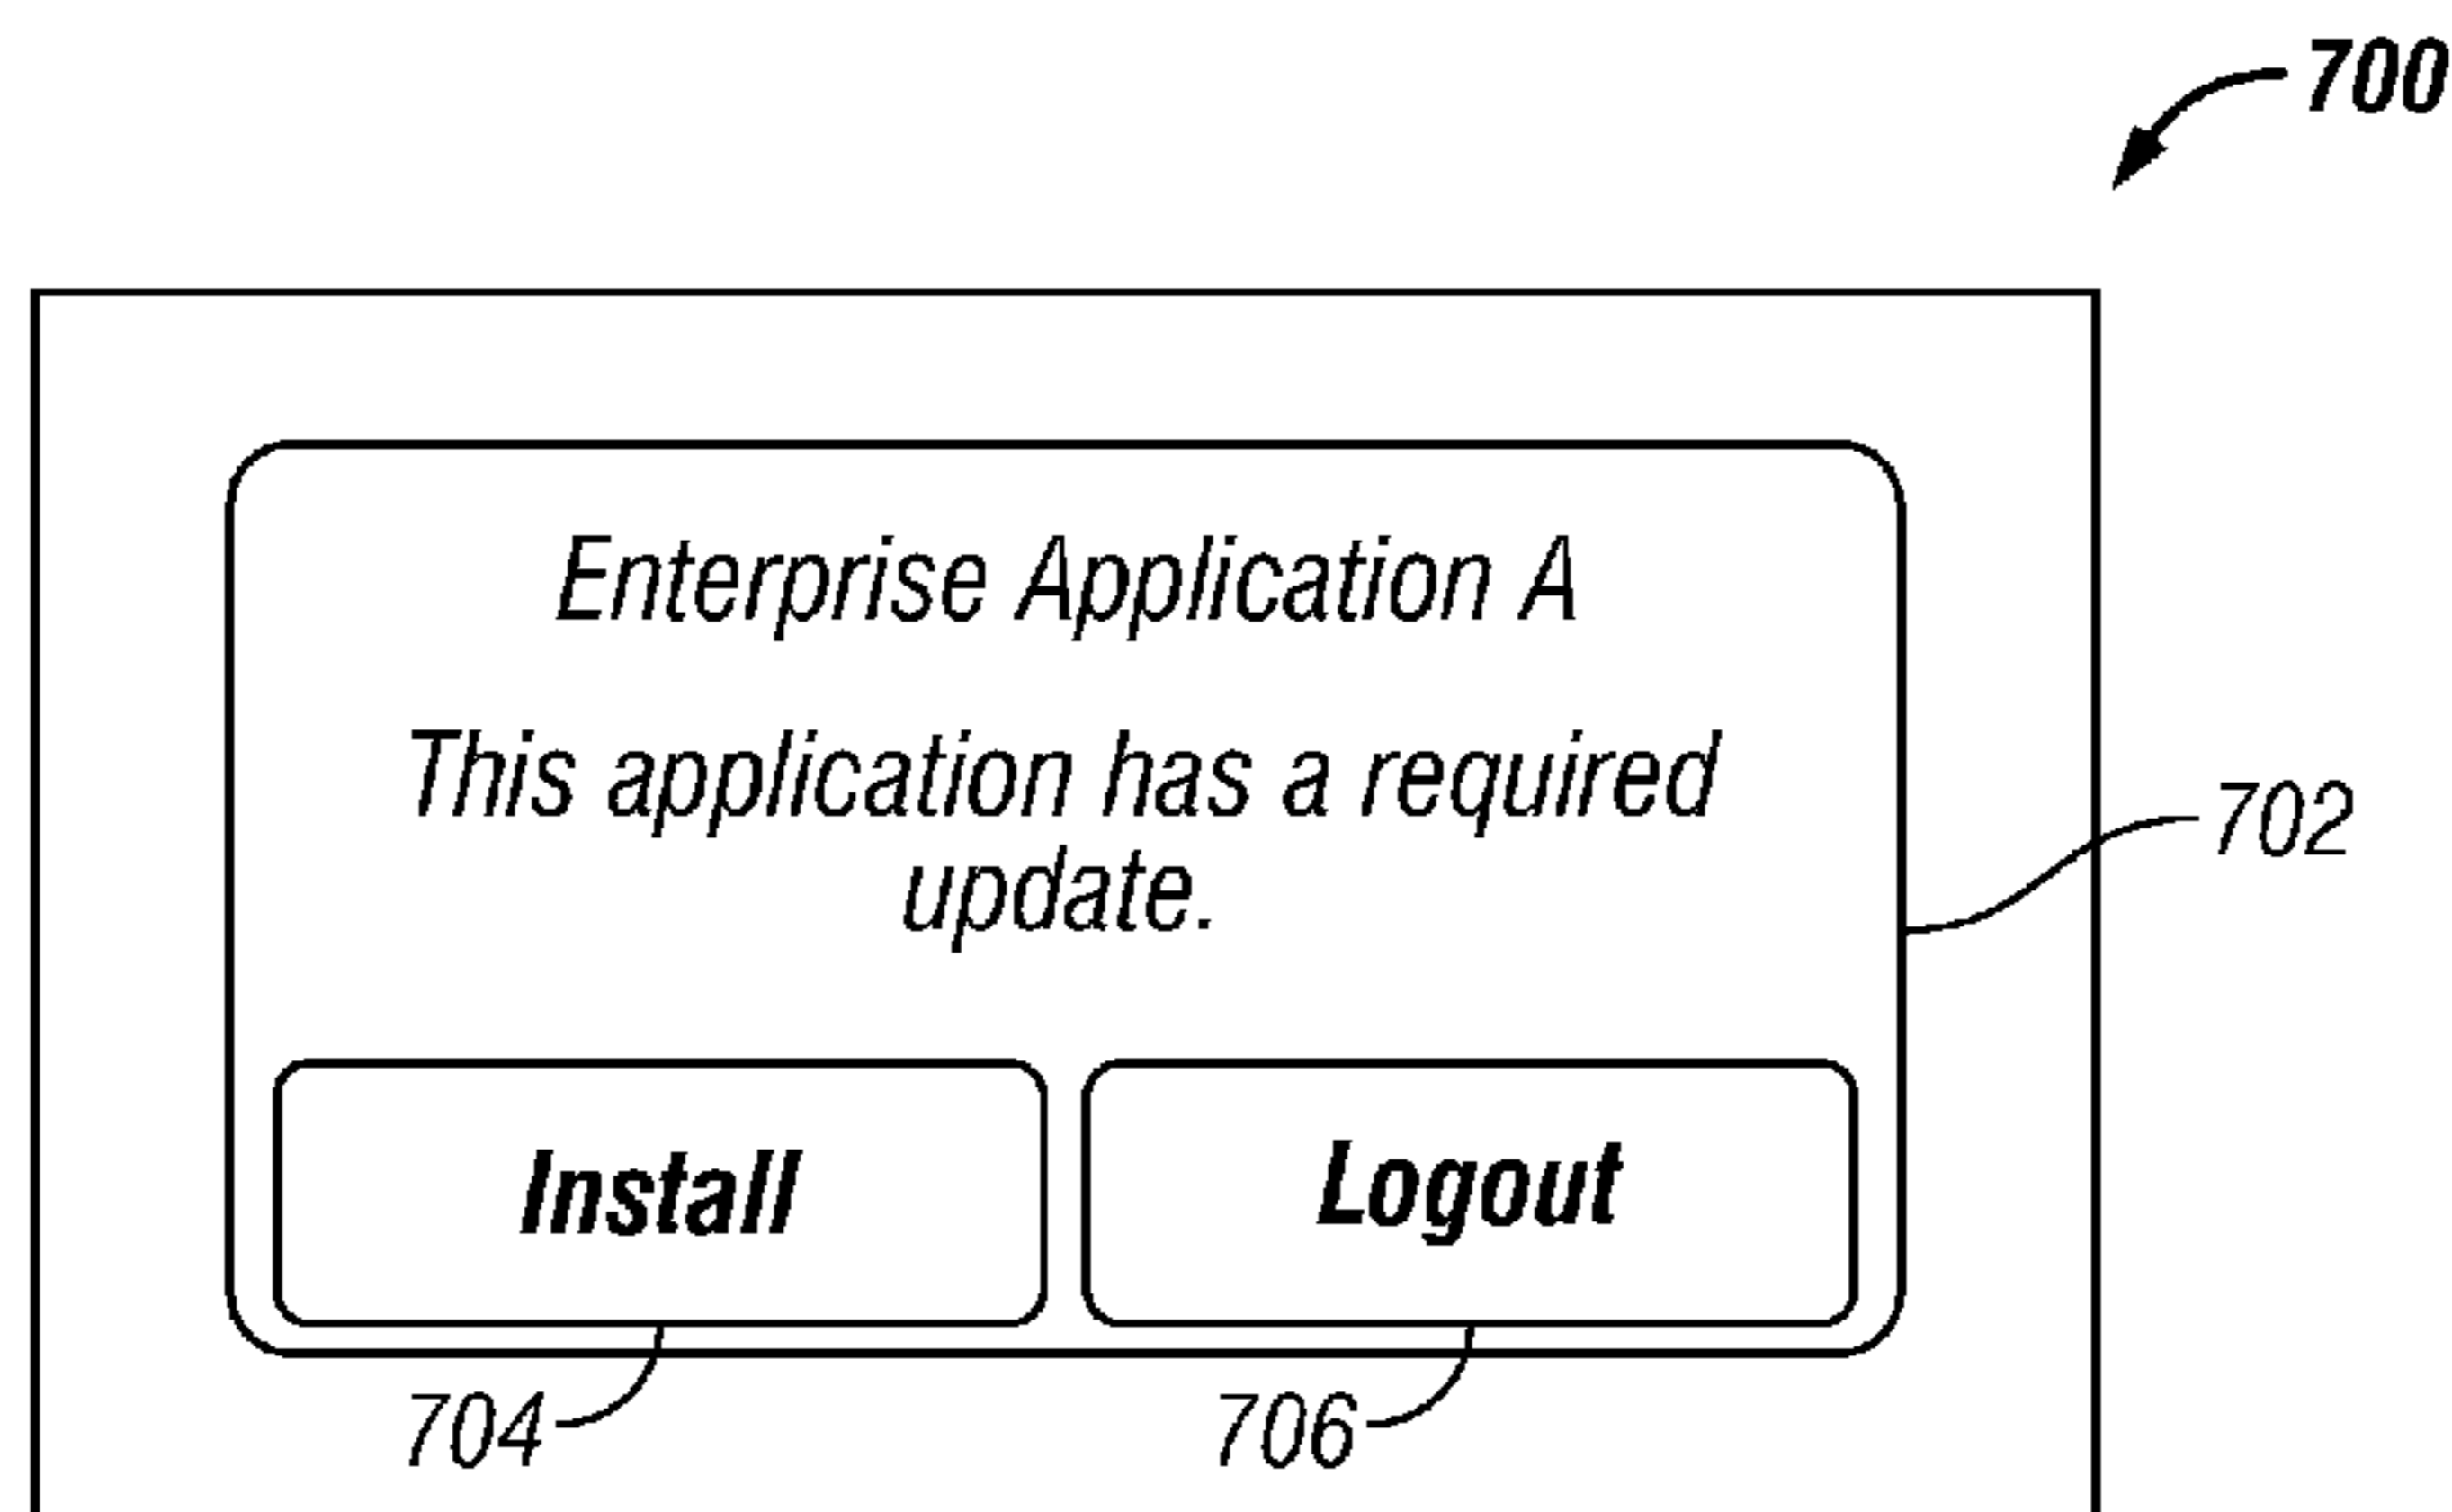 700
Enterprise Application A
This application has a required
update.
702
Install
Logout
704
706